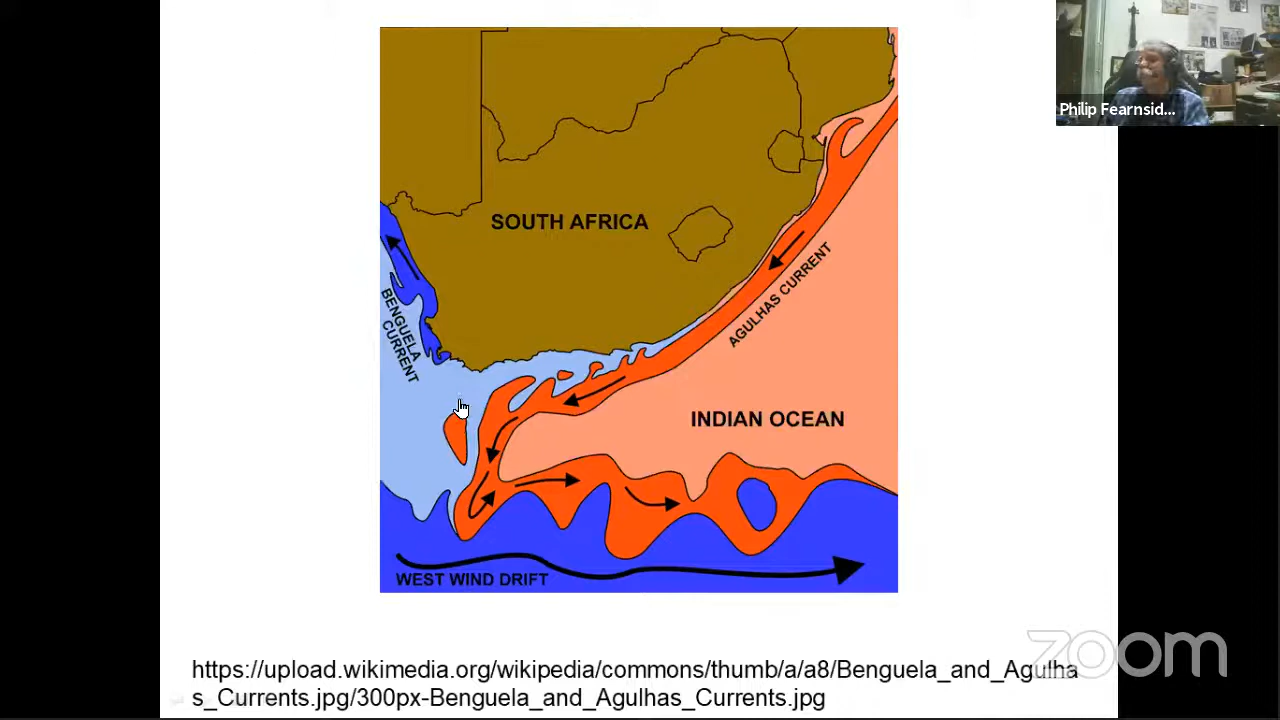 Philip Fearnsid...
SOUTH AFRICA
BENGUELA
CURRENT
AGULHAS CURRENT
INDIAN OCEAN
WEST WIND DRIFT
zoom
https://upload.wikimedia.org/wikipedia/commons/thumb/a/a8/Benguela_and_Agulha
s_Currents.jpg/300px-Benguela_and_Agulhas_Currents.jpg